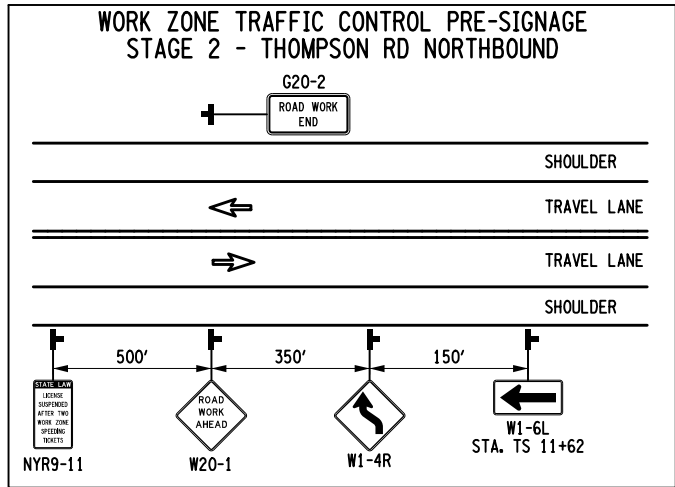 WORK ZONE TRAFFIC CONTROL PRE-SIGNAGE
STAGE 2 - THOMPSON RD NORTHBOUND
G20-2
ROAD WORK
END
SHOULDER
TRAVEL LANE
TRAVEL LANE
SHOULDER
500'
350'
150'
STATE LAW
LICENSE
SUSPENDED
AFTER TWO
WORK ZONE
SPEEDING
TICKETS
NYR9-11
ROAD
WORK
AHEAD
W20-1
W1-4R
W1-6L
STA. TS 11+62